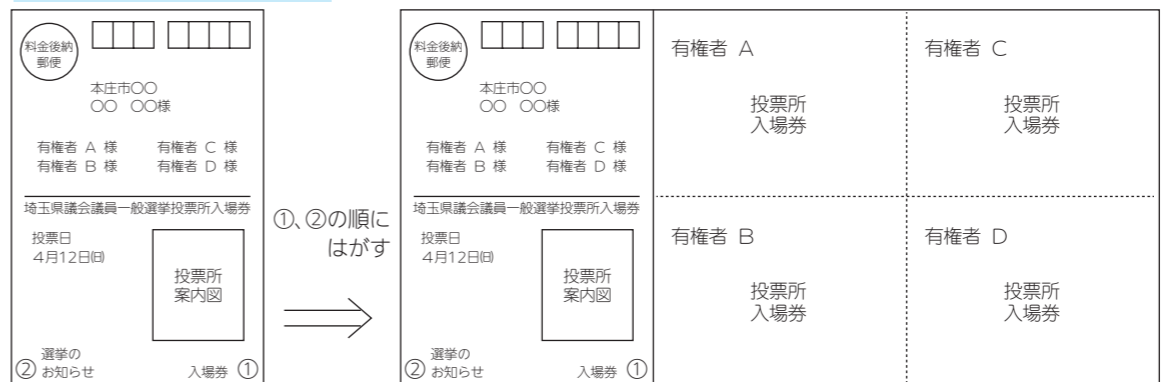 料金後納
郵便
本庄市〇〇
〇〇 〇〇様
有権者 A 様 有権者 C 様
有権者 B 様 有権者 D 様
埼玉県議会議員一般選挙投票所入場券
投票日
4月12日㈰
投票所
案内図
選挙の
② お知らせ
入場券 ①
①、②の順に
はがす
料金後納
郵便
本庄市〇〇
〇〇 〇〇様
有権者 A 様 有権者 C 様
有権者 B 様 有権者 D 様
埼玉県議会議員一般選挙投票所入場券
投票日
4月12日㈰
投票所
案内図
選挙の
② お知らせ
入場券 ①
有権者 A
投票所
入場券
有権者 C
投票所
入場券
有権者 B
投票所
入場券
有権者 D
投票所
入場券